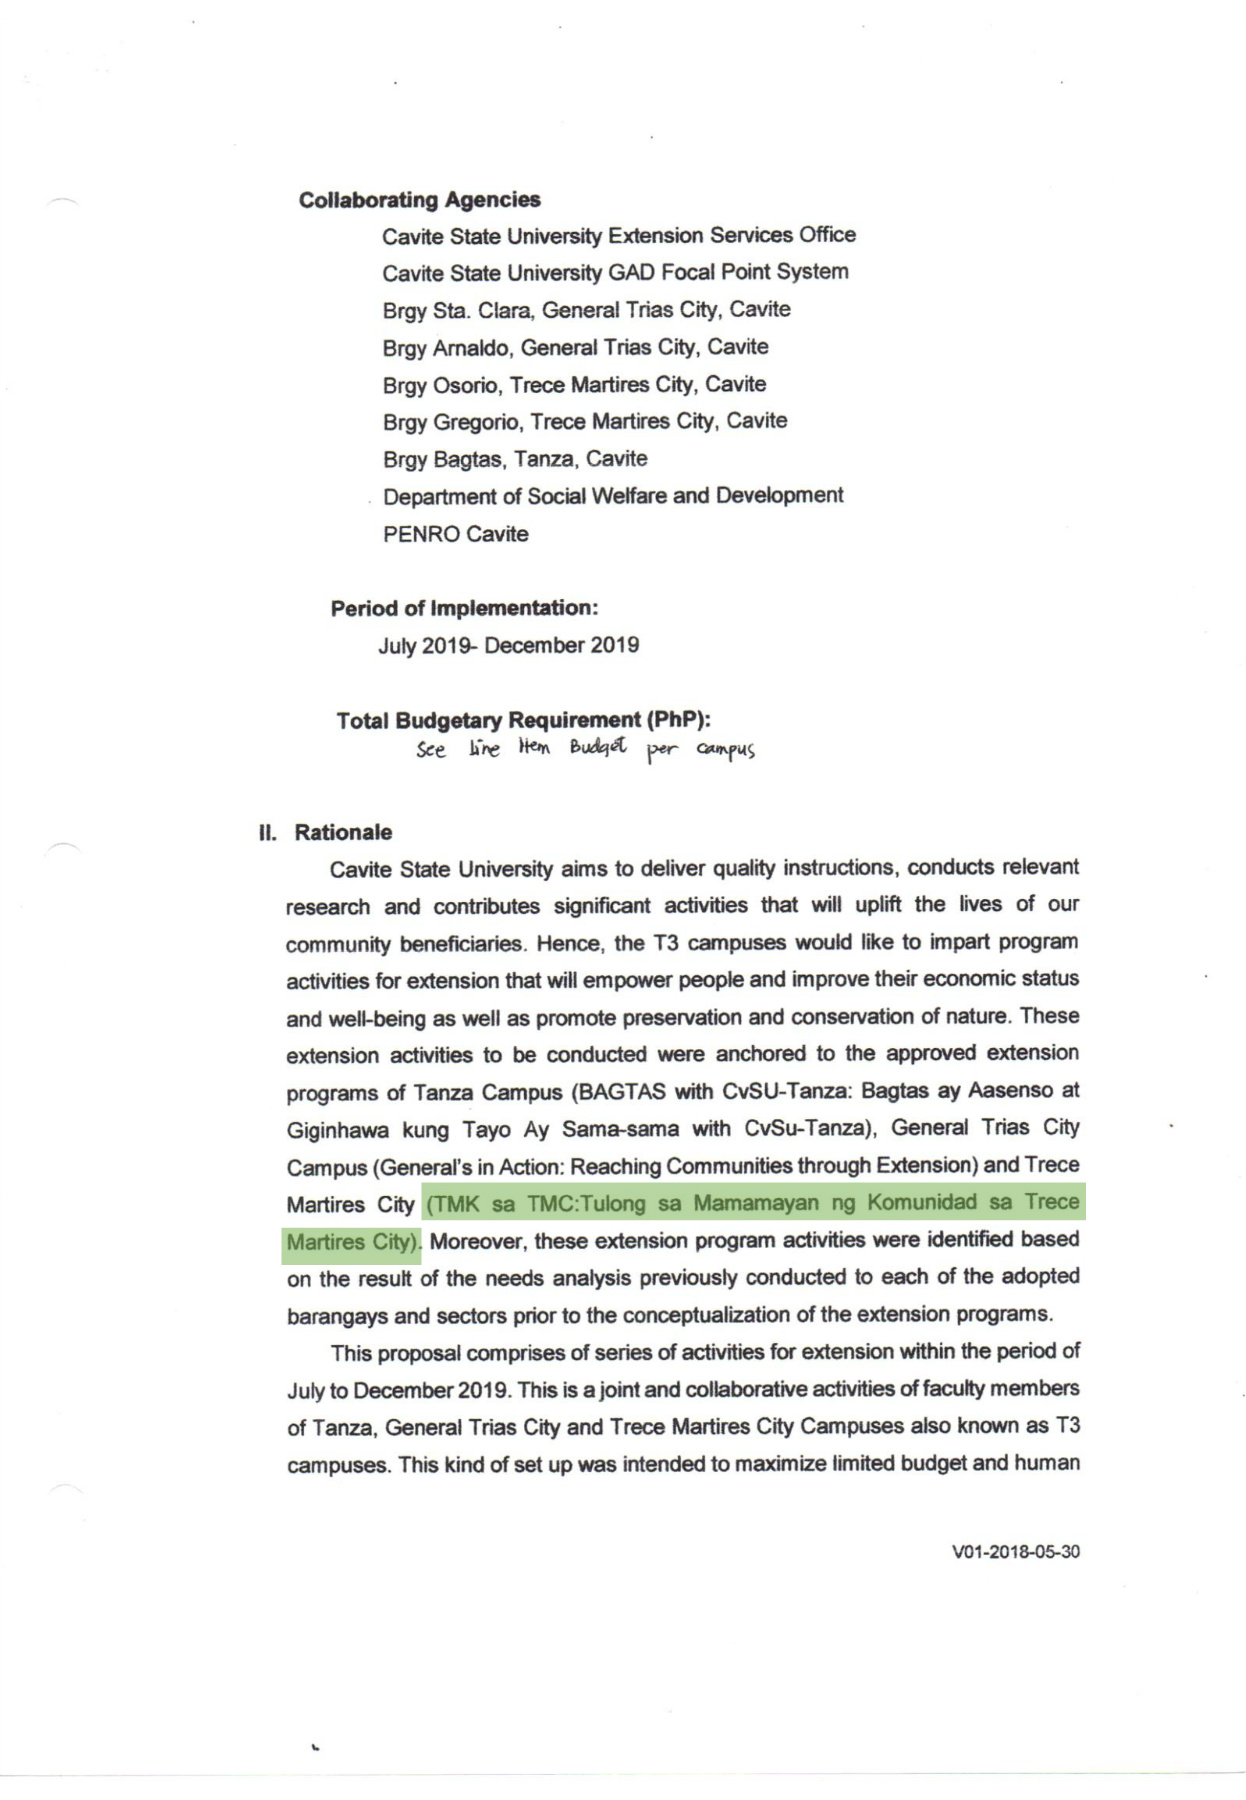 Collaborating Agencies
Cavite State University Extension Services Office
Cavite State University GAD Focal Point System
Brgy Sta. Clara, General Trias City, Cavite
Brgy Arnaldo, General Trias City, Cavite
Brgy Osorio, Trece Martires City, Cavite
Brgy Gregorio, Trece Martires City, Cavite
Brgy Bagtas, Tanza, Cavite
Department of Social Welfare and Development
PENRO Cavite
Period of Implementation:
July 2019- December 2019
Total Budgetary Requirement (PhP):
See Line Item Budget per campus
II. Rationale
Cavite State University aims to deliver quality instructions, conducts relevant
research and contributes significant activities that will uplift the lives of our
community beneficiaries. Hence, the T3 campuses would like to impart program
activities for extension that will empower people and improve their economic status
and well-being as well as promote preservation and conservation of nature. These
extension activities to be conducted were anchored to the approved extension
programs of Tanza Campus (BAGTAS with CvSU-Tanza: Bagtas ay Aasenso at
Giginhawa kung Tayo Ay Sama-sama with CvSu-Tanza), General Trias City
Campus (General's in Action: Reaching Communities through Extension) and Trece
Martires City (TMK sa TMC:Tulong sa Mamamayan ng Komunidad sa Trece
Martires City). Moreover, these extension program activities were identified based
on the result of the needs analysis previously conducted to each of the adopted
barangays and sectors prior to the conceptualization of the extension programs.
This proposal comprises of series of activities for extension within the period of
July to December 2019. This is a joint and collaborative activities of faculty members
of Tanza, General Trias City and Trece Martires City Campuses also known as T3
campuses. This kind of set up was intended to maximize limited budget and human
V01-2018-05-30